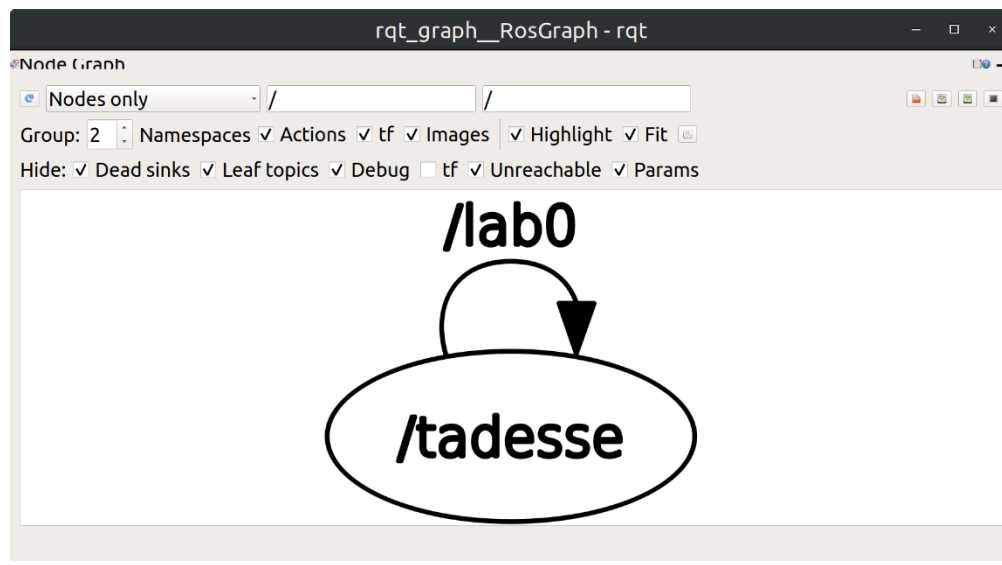 rqt_graph__RosGraph - rqt
Node Graph
Nodes only / /
Group: 2 Namespaces Actions tf Images Highlight Fit
Hide: Dead sinks Leaf topics Debug tf Unreachable Params
/lab0
/tadesse